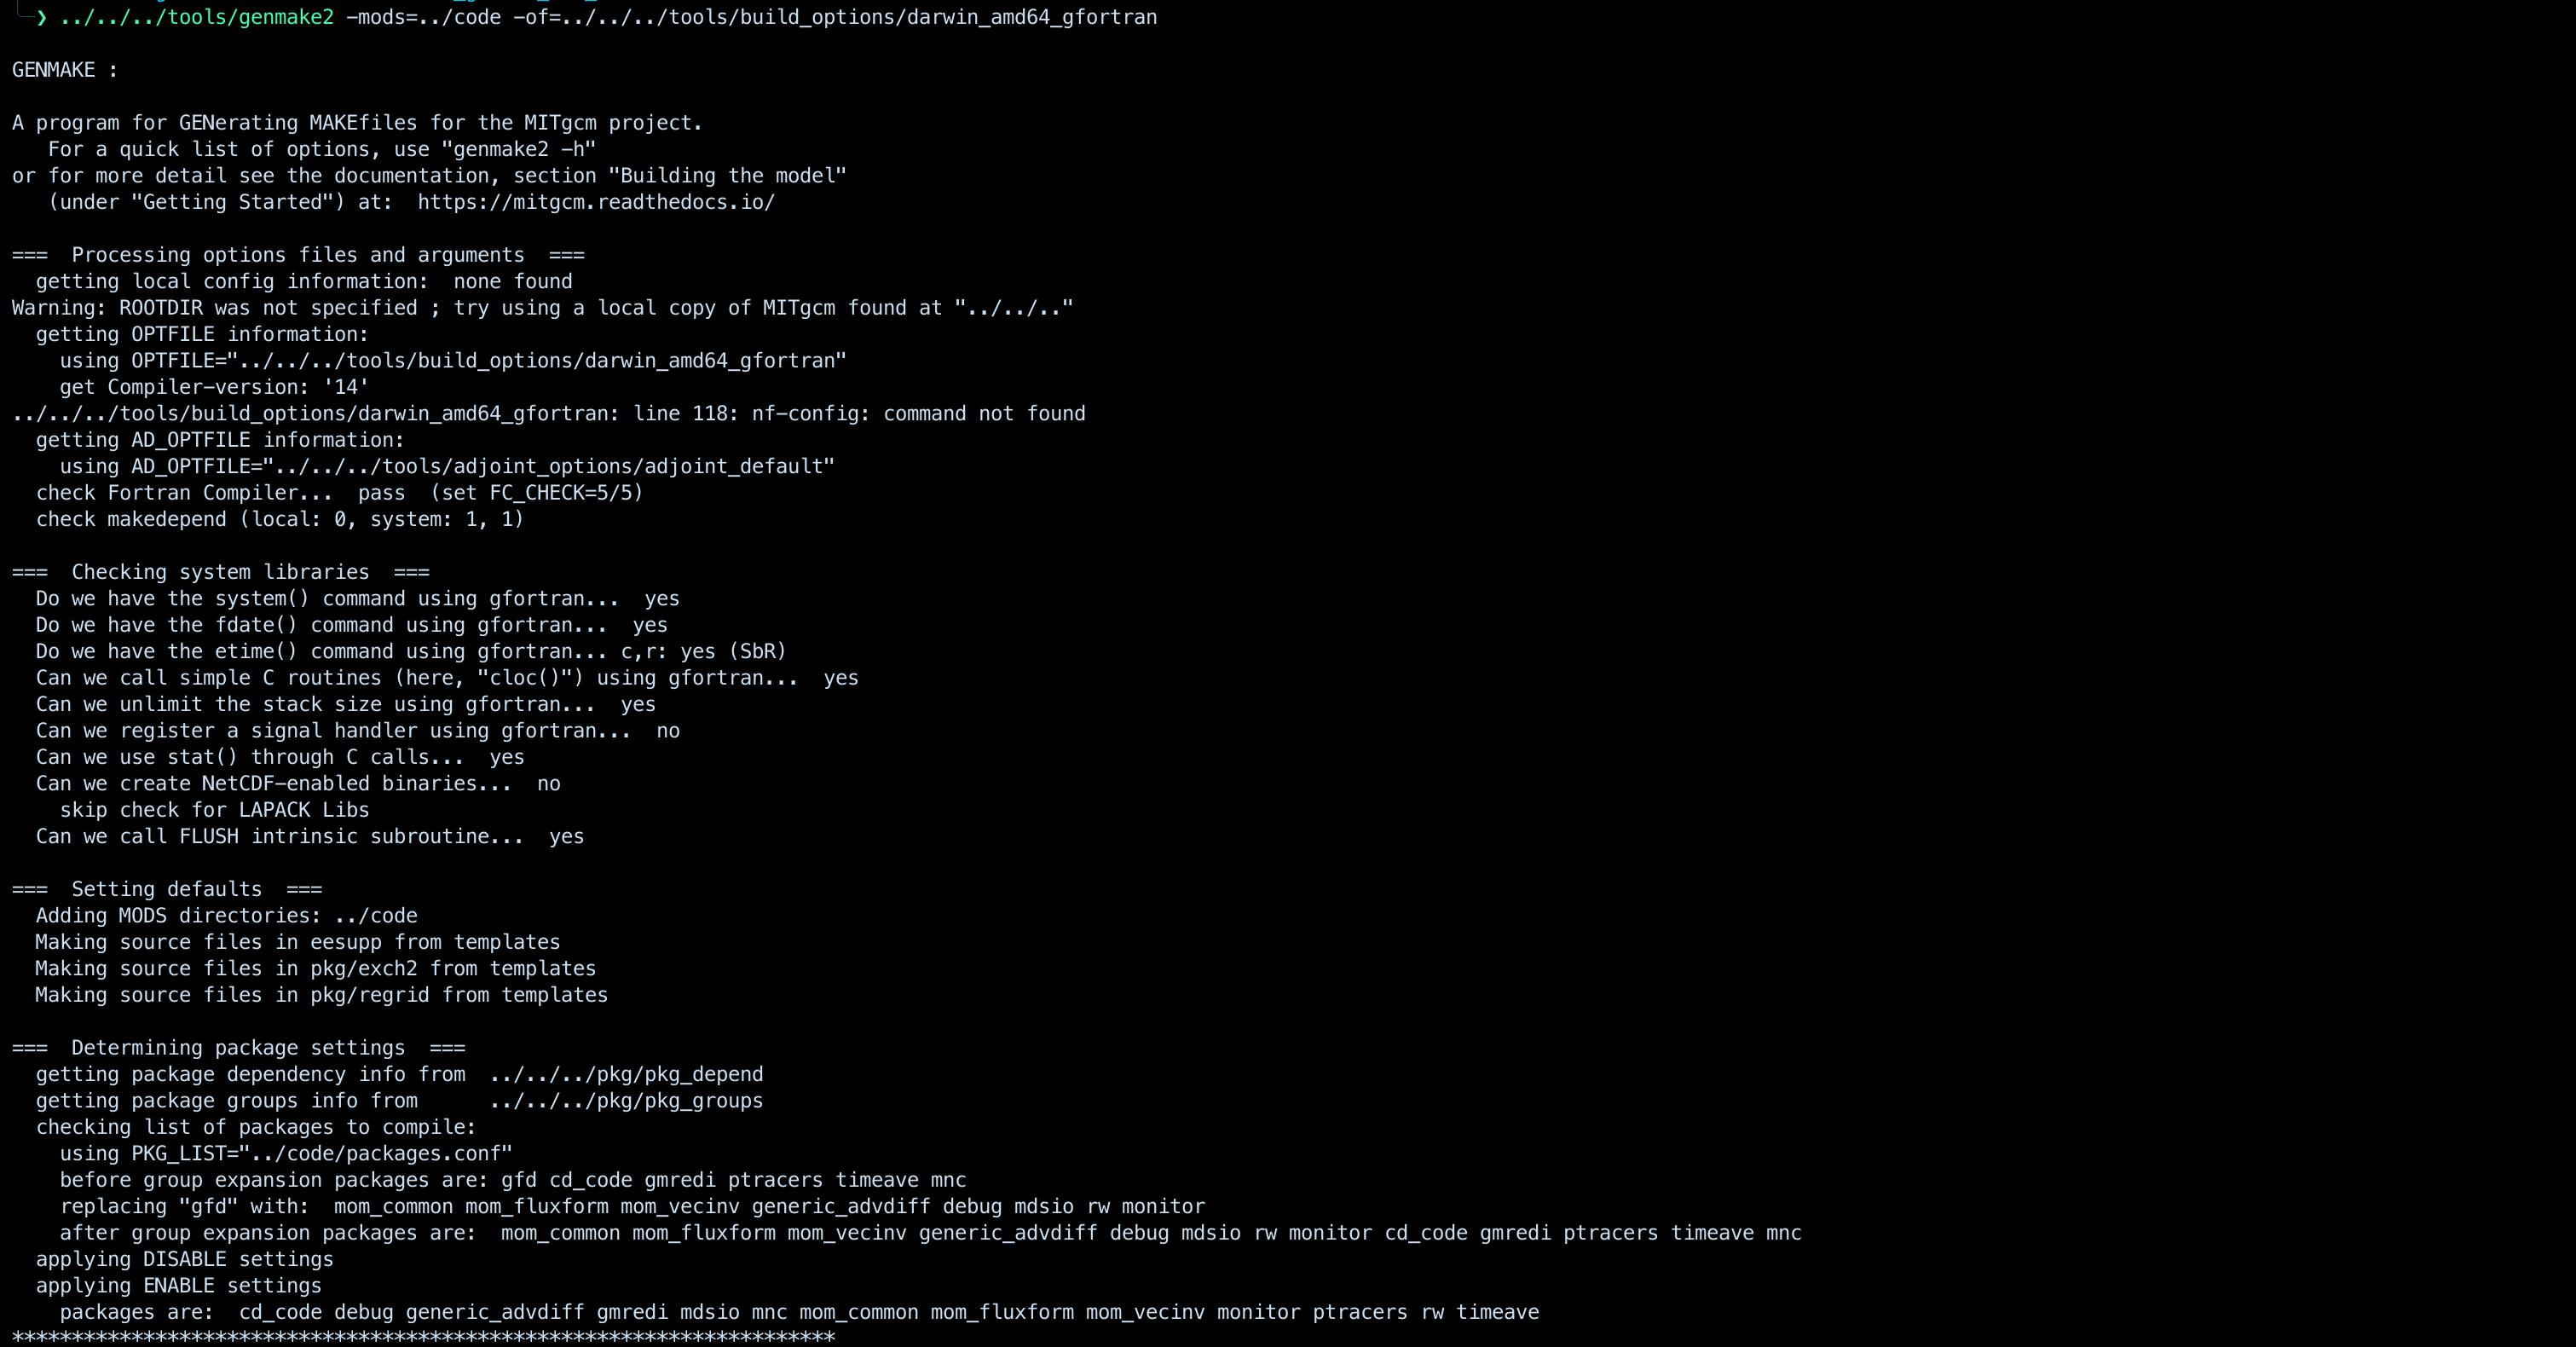 ❯ ../../../tools/genmake2 -mods=../code -of=../../../tools/build_options/darwin_amd64_gfortran
GENMAKE :
A program for GENerating MAKEfiles for the MITgcm project.
For a quick list of options, use "genmake2 -h"
or for more detail see the documentation, section "Building the model"
(under "Getting Started") at:  https://mitgcm.readthedocs.io/
===  Processing options files and arguments  ===
getting local config information:  none found
Warning: ROOTDIR was not specified ; try using a local copy of MITgcm found at "../../.."
getting OPTFILE information:
using OPTFILE="../../../tools/build_options/darwin_amd64_gfortran"
get Compiler-version: '14'
../../../tools/build_options/darwin_amd64_gfortran: line 118: nf-config: command not found
getting AD_OPTFILE information:
using AD_OPTFILE="../../../tools/adjoint_options/adjoint_default"
check Fortran Compiler...  pass  (set FC_CHECK=5/5)
check makedepend (local: 0, system: 1, 1)
===  Checking system libraries  ===
Do we have the system() command using gfortran...  yes
Do we have the fdate() command using gfortran...  yes
Do we have the etime() command using gfortran... c,r: yes (SbR)
Can we call simple C routines (here, "cloc()") using gfortran...  yes
Can we unlimit the stack size using gfortran...  yes
Can we register a signal handler using gfortran...  no
Can we use stat() through C calls...  yes
Can we create NetCDF-enabled binaries...  no
skip check for LAPACK Libs
Can we call FLUSH intrinsic subroutine...  yes
===  Setting defaults  ===
Adding MODS directories: ../code
Making source files in eesupp from templates
Making source files in pkg/exch2 from templates
Making source files in pkg/regrid from templates
===  Determining package settings  ===
getting package dependency info from  ../../../pkg/pkg_depend
getting package groups info from      ../../../pkg/pkg_groups
checking list of packages to compile:
using PKG_LIST="../code/packages.conf"
before group expansion packages are: gfd cd_code gmredi ptracers timeave mnc
replacing "gfd" with:  mom_common mom_fluxform mom_vecinv generic_advdiff debug mdsio rw monitor
after group expansion packages are:  mom_common mom_fluxform mom_vecinv generic_advdiff debug mdsio rw monitor cd_code gmredi ptracers timeave mnc
applying DISABLE settings
applying ENABLE settings
packages are:  cd_code debug generic_advdiff gmredi mdsio mnc mom_common mom_fluxform mom_vecinv monitor ptracers rw timeave
*********************************************************************